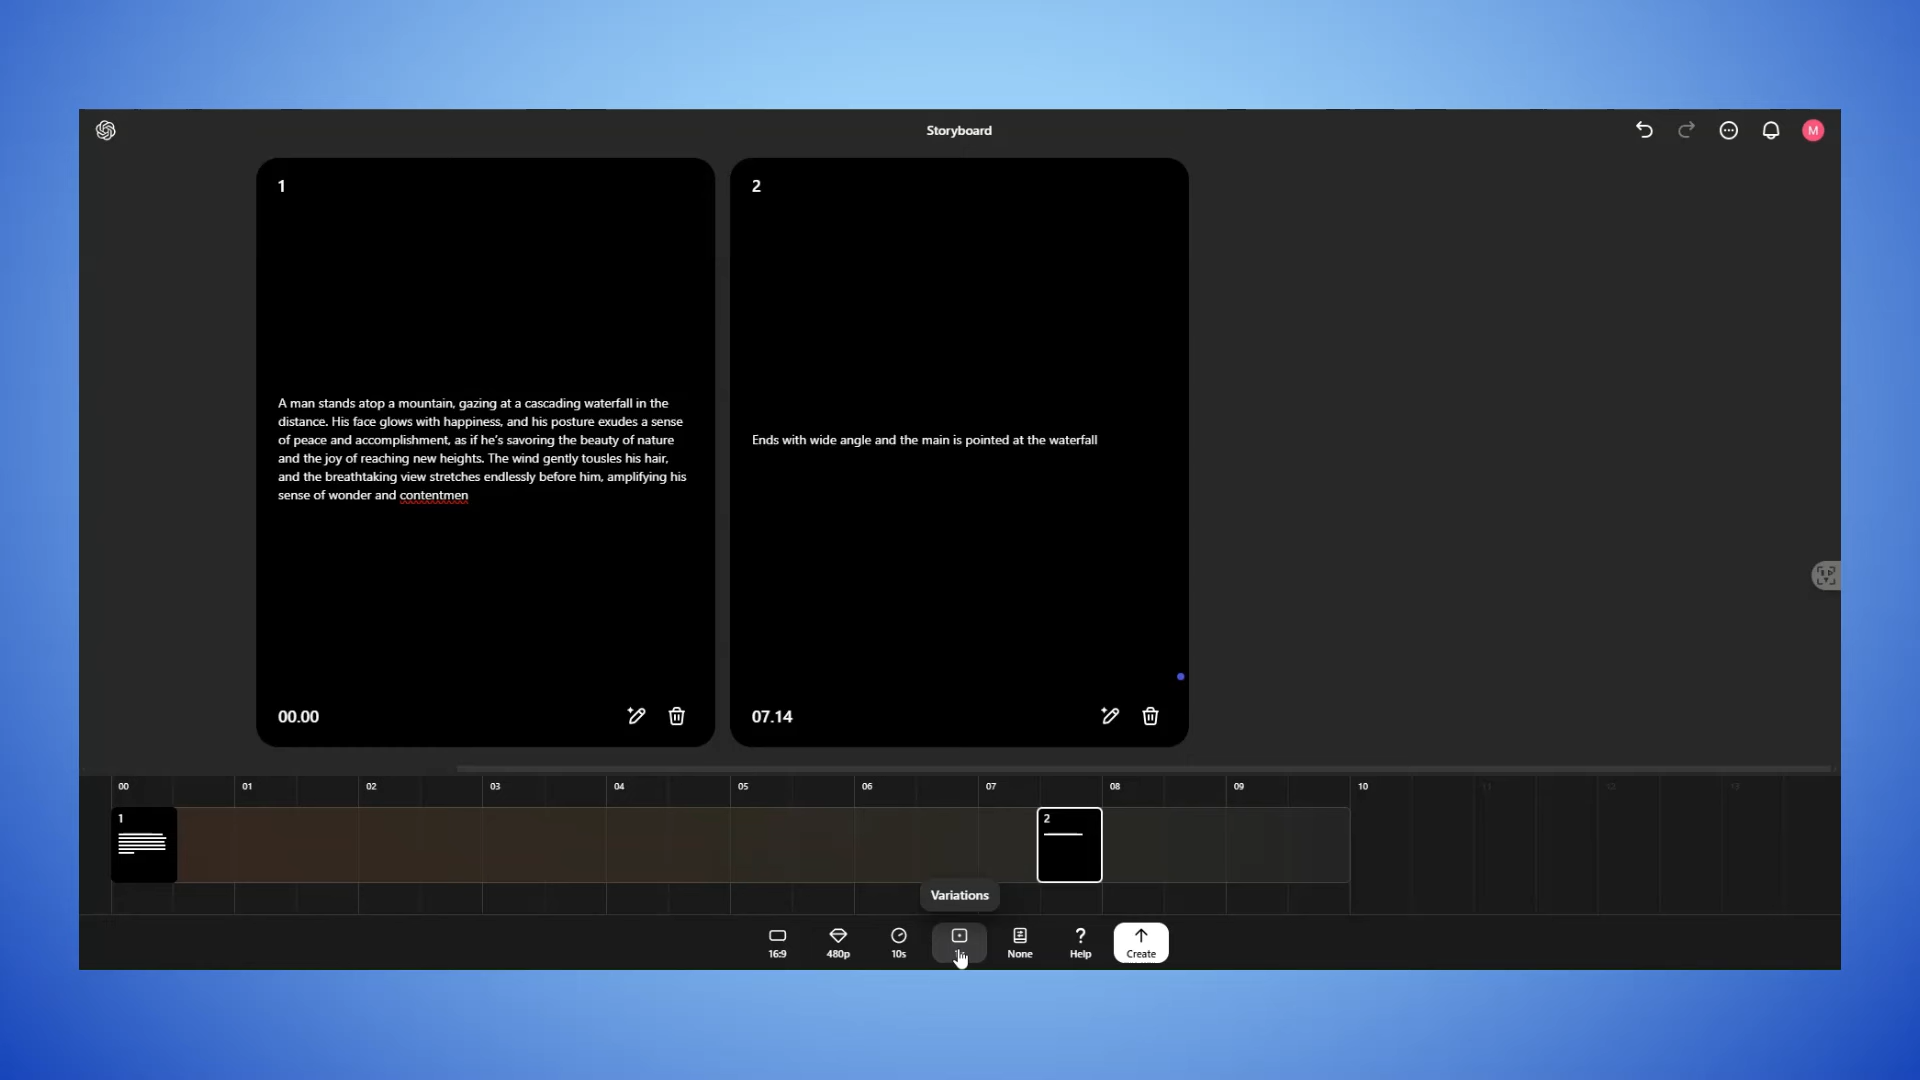 Storyboard
M
1
A man stands atop a mountain, gazing at a cascading waterfall in the
distance. His face glows with happiness, and his posture exudes a sense
of peace and accomplishment, as if he's savoring the beauty of nature
and the joy of reaching new heights. The wind gently tousles his hair,
and the breathtaking view stretches endlessly before him, amplifying his
sense of wonder and contentmen
00.00
2
Ends with wide angle and the main is pointed at the waterfall
07.14
00 01 02 03 04 05 06 07 08 09 10 11 12 13
1
2
Variations
16:9 480p 10s None Help Create